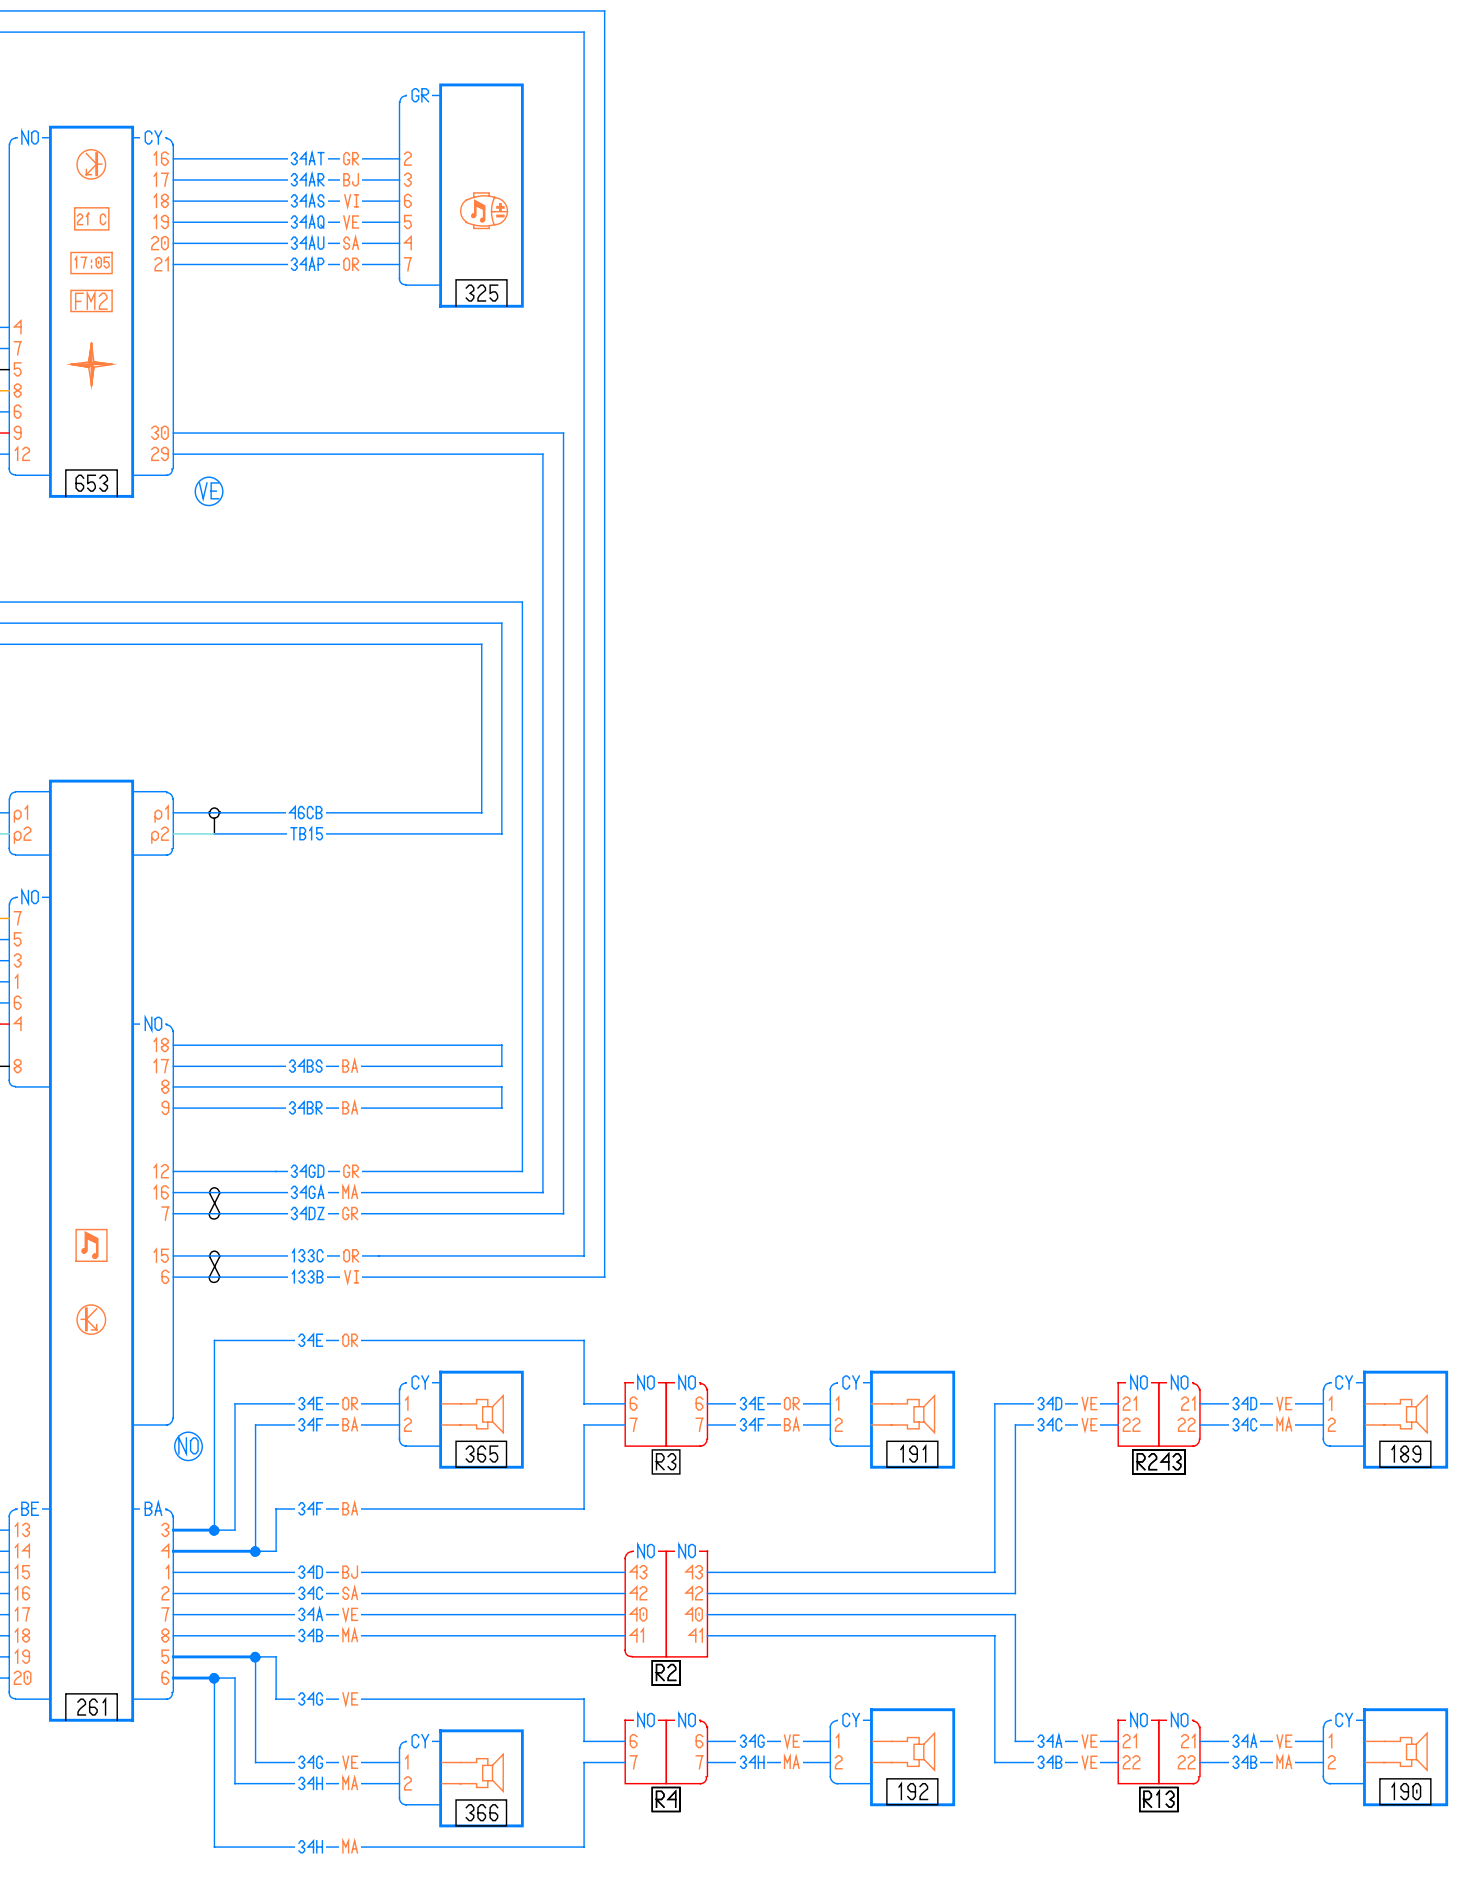 GR
NO CY
16 34AT GR 2
17 34AR BJ 3
18 34AS VI 6
21 C 19 34AQ VE 5
20 34AU SA 4
17:05 21 34AP OR 7
FM2 325
4
7
5
8
6
9 30
12 29
653 VE
p1 p1 46CB
p2 p2 TB15
NO
7
5
3
1
6
4 NO
18
8 17 34BS BA
8
9 34BR BA
12 34GD GR
16 34GA MA
7 34DZ GR
15 133C OR
6 133B VI
34E OR
CY NO NO CY NO NO CY
34E OR 1 6 6 34E OR 1 34D VE 21 21 34D VE 1
34F BA 2 7 7 34F BA 2 34C VE 22 22 34C MA 2
NO 365 R3 191 R243 189
BE BA 34F BA
13 3
14 4 NO NO
15 1 34D BJ 43 43
16 2 34C SA 42 42
17 7 34A VE 40 40
18 8 34B MA 41 41
19 5
20 6 R2
261 34G VE
NO NO CY NO NO CY
CY 6 6 34G VE 1 34A VE 21 21 34A VE 1
34G VE 1 7 7 34H MA 2 34B VE 22 22 34B MA 2
34H MA 2
366 R4 192 R13 190
34H MA